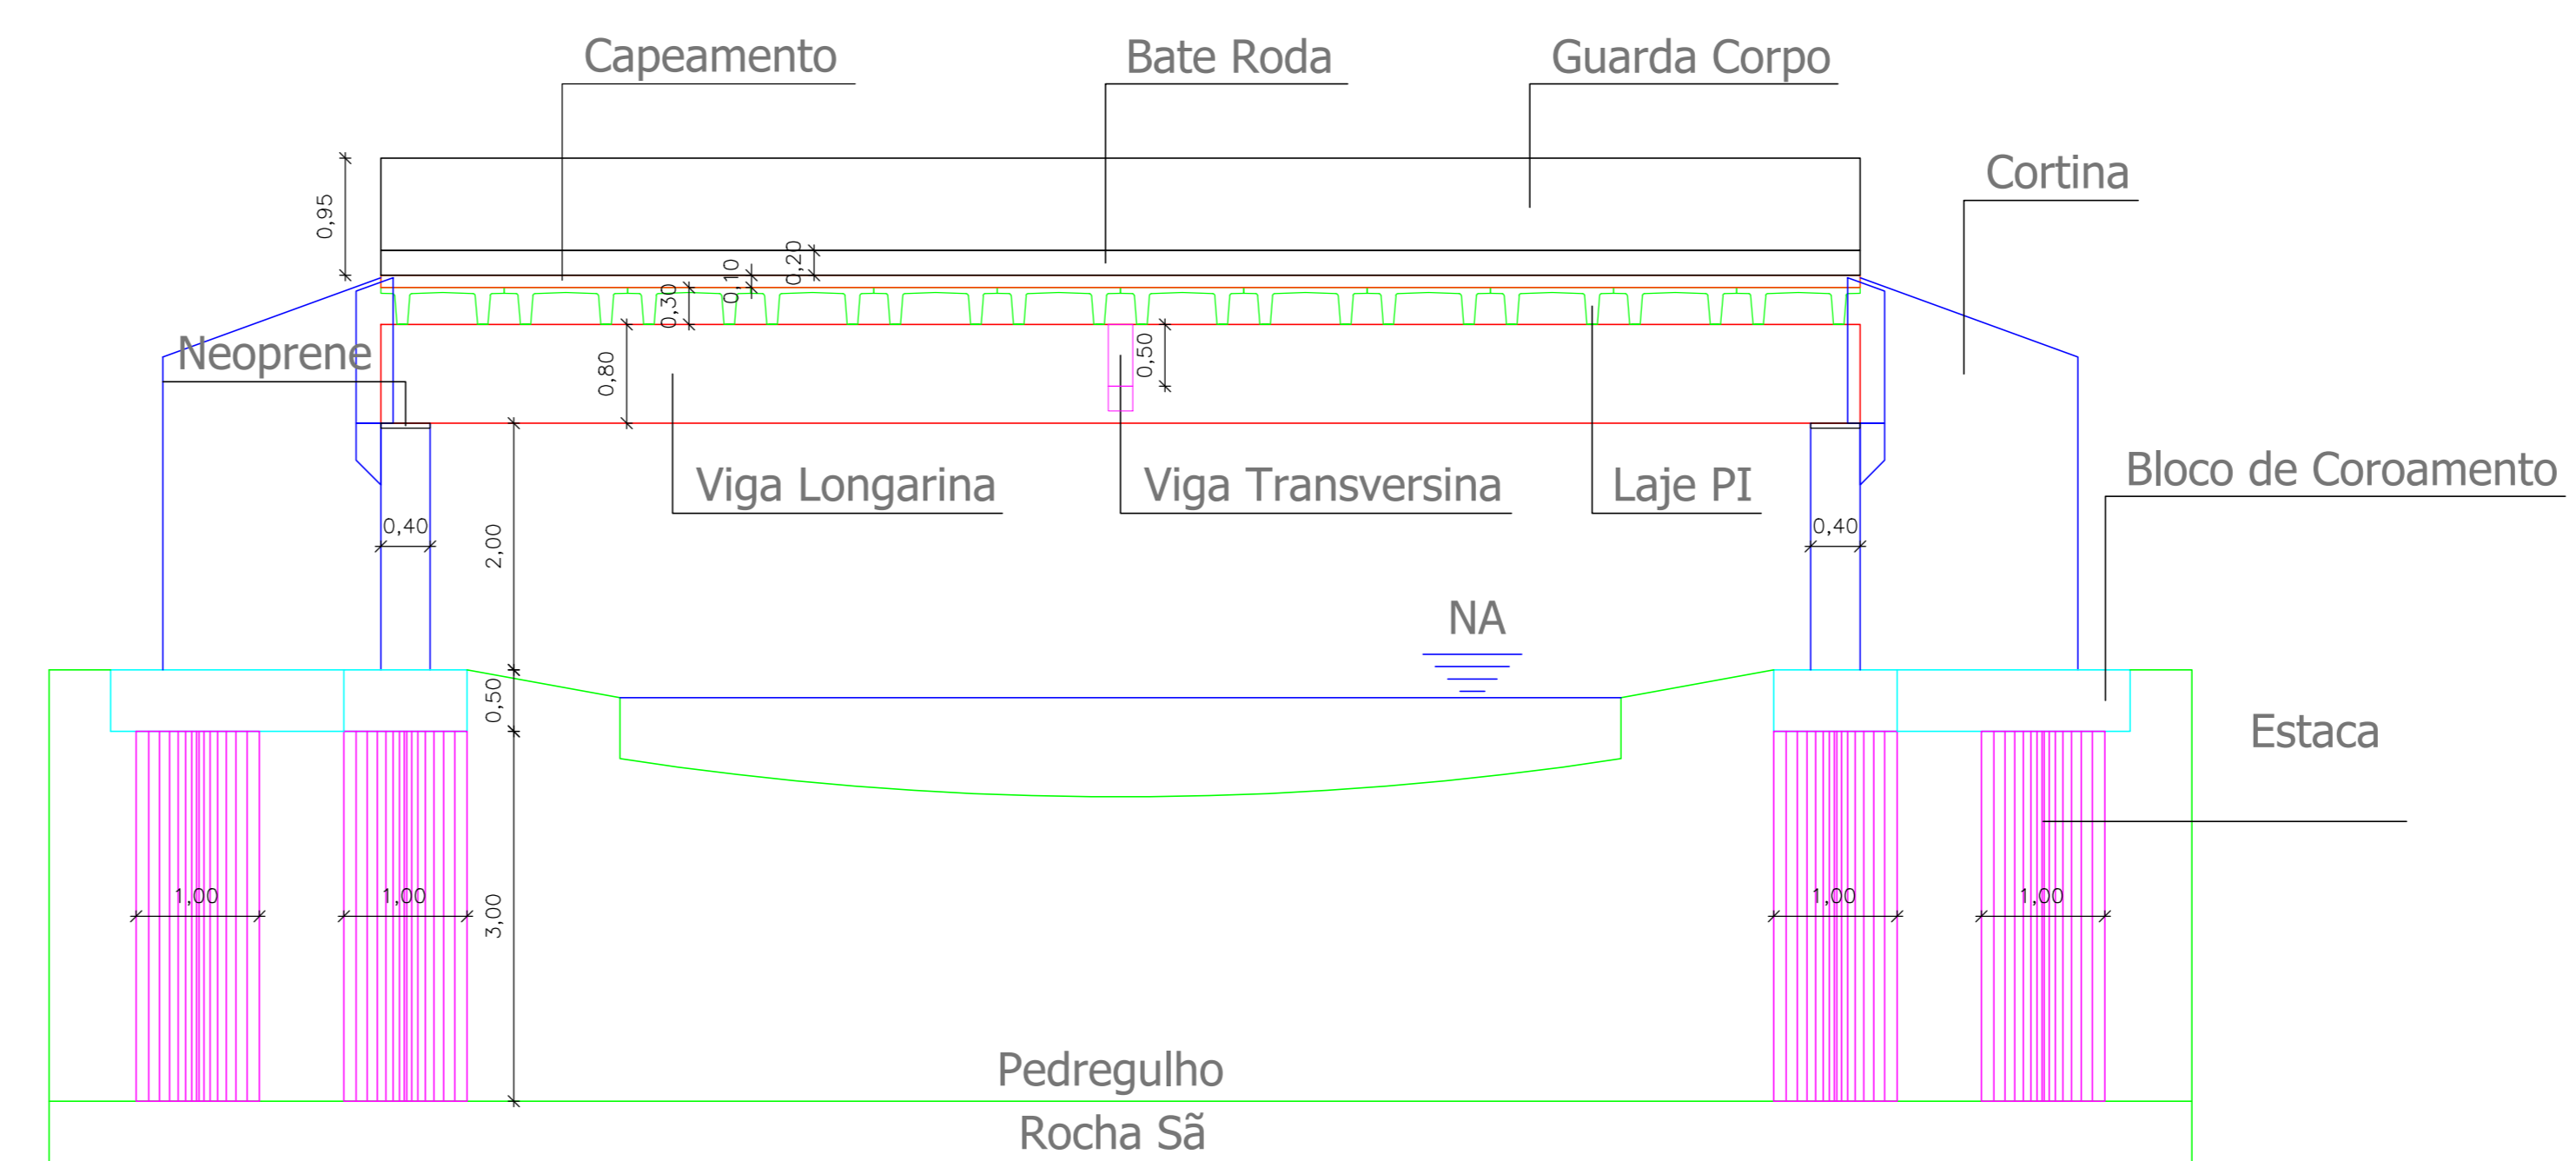 Capeamento
Bate Roda
Guarda Corpo
Cortina
0,95
0,20
0,10
0,30
Neoprene
0,80
0,50
Viga Longarina
Viga Transversina
Laje PI
Bloco de Coroamento
0,40
2,00
0,40
NA
0,50
Estaca
1,00
1,00
3,00
1,00
1,00
Pedregulho
Rocha Sã